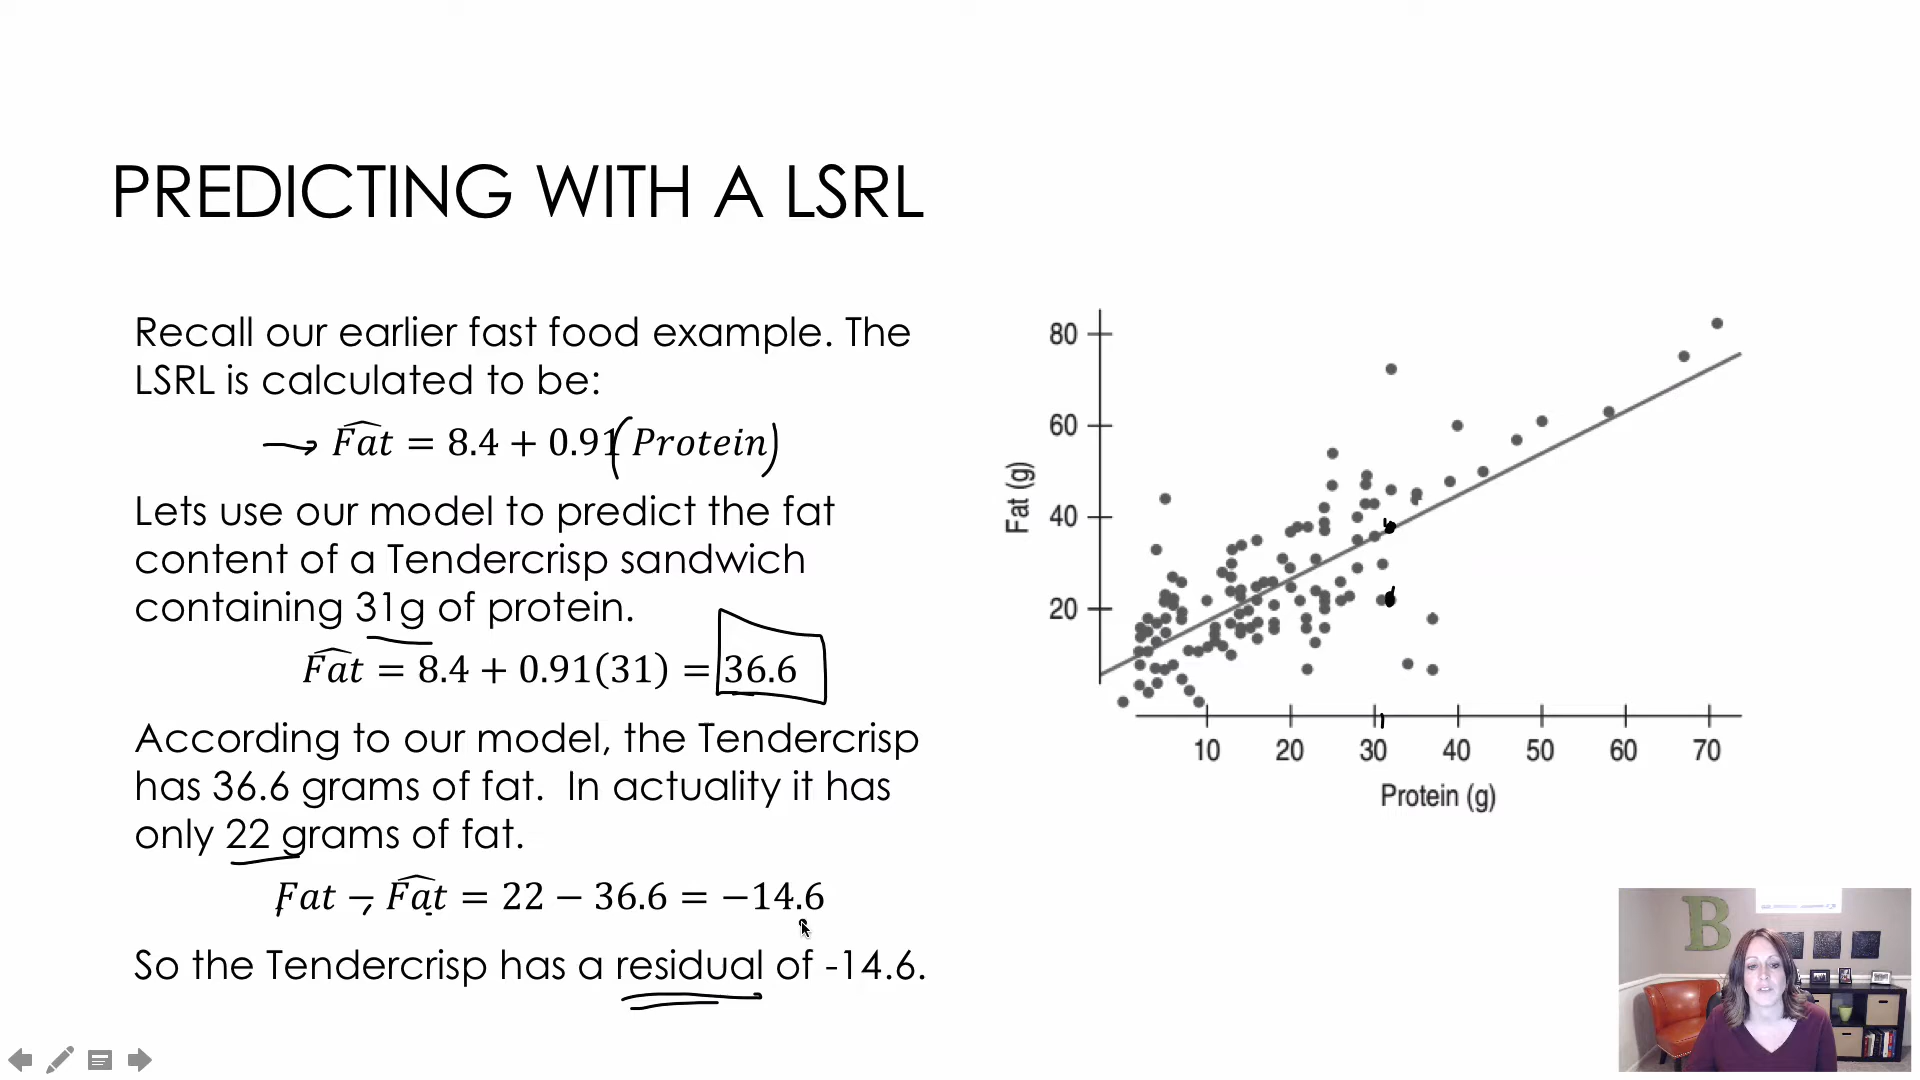 PREDICTING WITH A LSRL
Recall our earlier fast food example. The
LSRL is calculated to be:
→ F̂at = 8.4 + 0.91(Protein)
Lets use our model to predict the fat
content of a Tendercrisp sandwich
containing 31g of protein.
F̂at = 8.4 + 0.91(31) = 36.6
According to our model, the Tendercrisp
has 36.6 grams of fat.  In actuality it has
only 22 grams of fat.
Fat − F̂at = 22 − 36.6 = −14.6
So the Tendercrisp has a residual of -14.6.
80
60
40
20
Fat (g)
10 20 30 40 50 60 70
Protein (g)
B